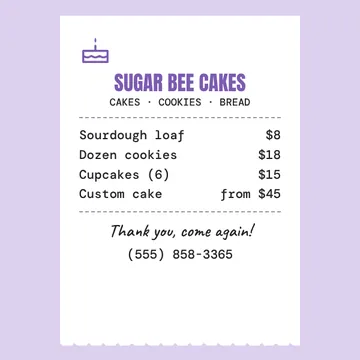 SUGAR BEE CAKES
CAKES · COOKIES · BREAD
Sourdough loaf $8
Dozen cookies $18
Cupcakes (6) $15
Custom cake from $45
Thank you, come again!
(555) 858-3365